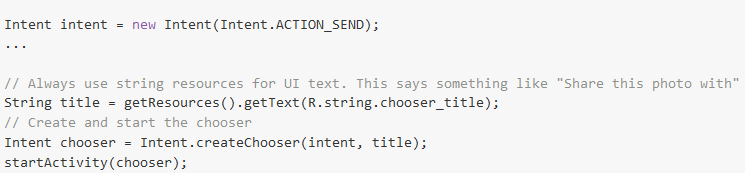 Intent intent = new Intent(Intent.ACTION_SEND);
...
// Always use string resources for UI text. This says something like "Share this photo with"
String title = getResources().getText(R.string.chooser_title);
// Create and start the chooser
Intent chooser = Intent.createChooser(intent, title);
startActivity(chooser);